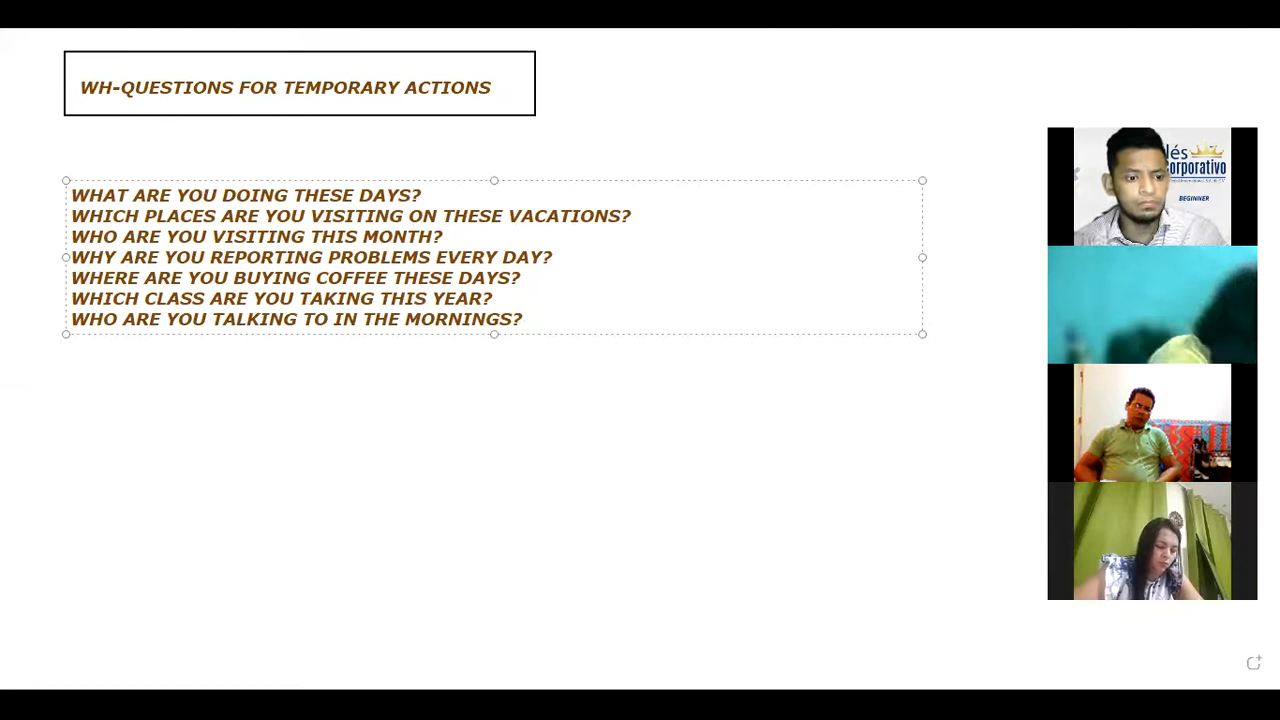 WH-QUESTIONS FOR TEMPORARY ACTIONS
WHAT ARE YOU DOING THESE DAYS?
WHICH PLACES ARE YOU VISITING ON THESE VACATIONS?
WHO ARE YOU VISITING THIS MONTH?
WHY ARE YOU REPORTING PROBLEMS EVERY DAY?
WHERE ARE YOU BUYING COFFEE THESE DAYS?
WHICH CLASS ARE YOU TAKING THIS YEAR?
WHO ARE YOU TALKING TO IN THE MORNINGS?
lés
corporativo
BEGINNER